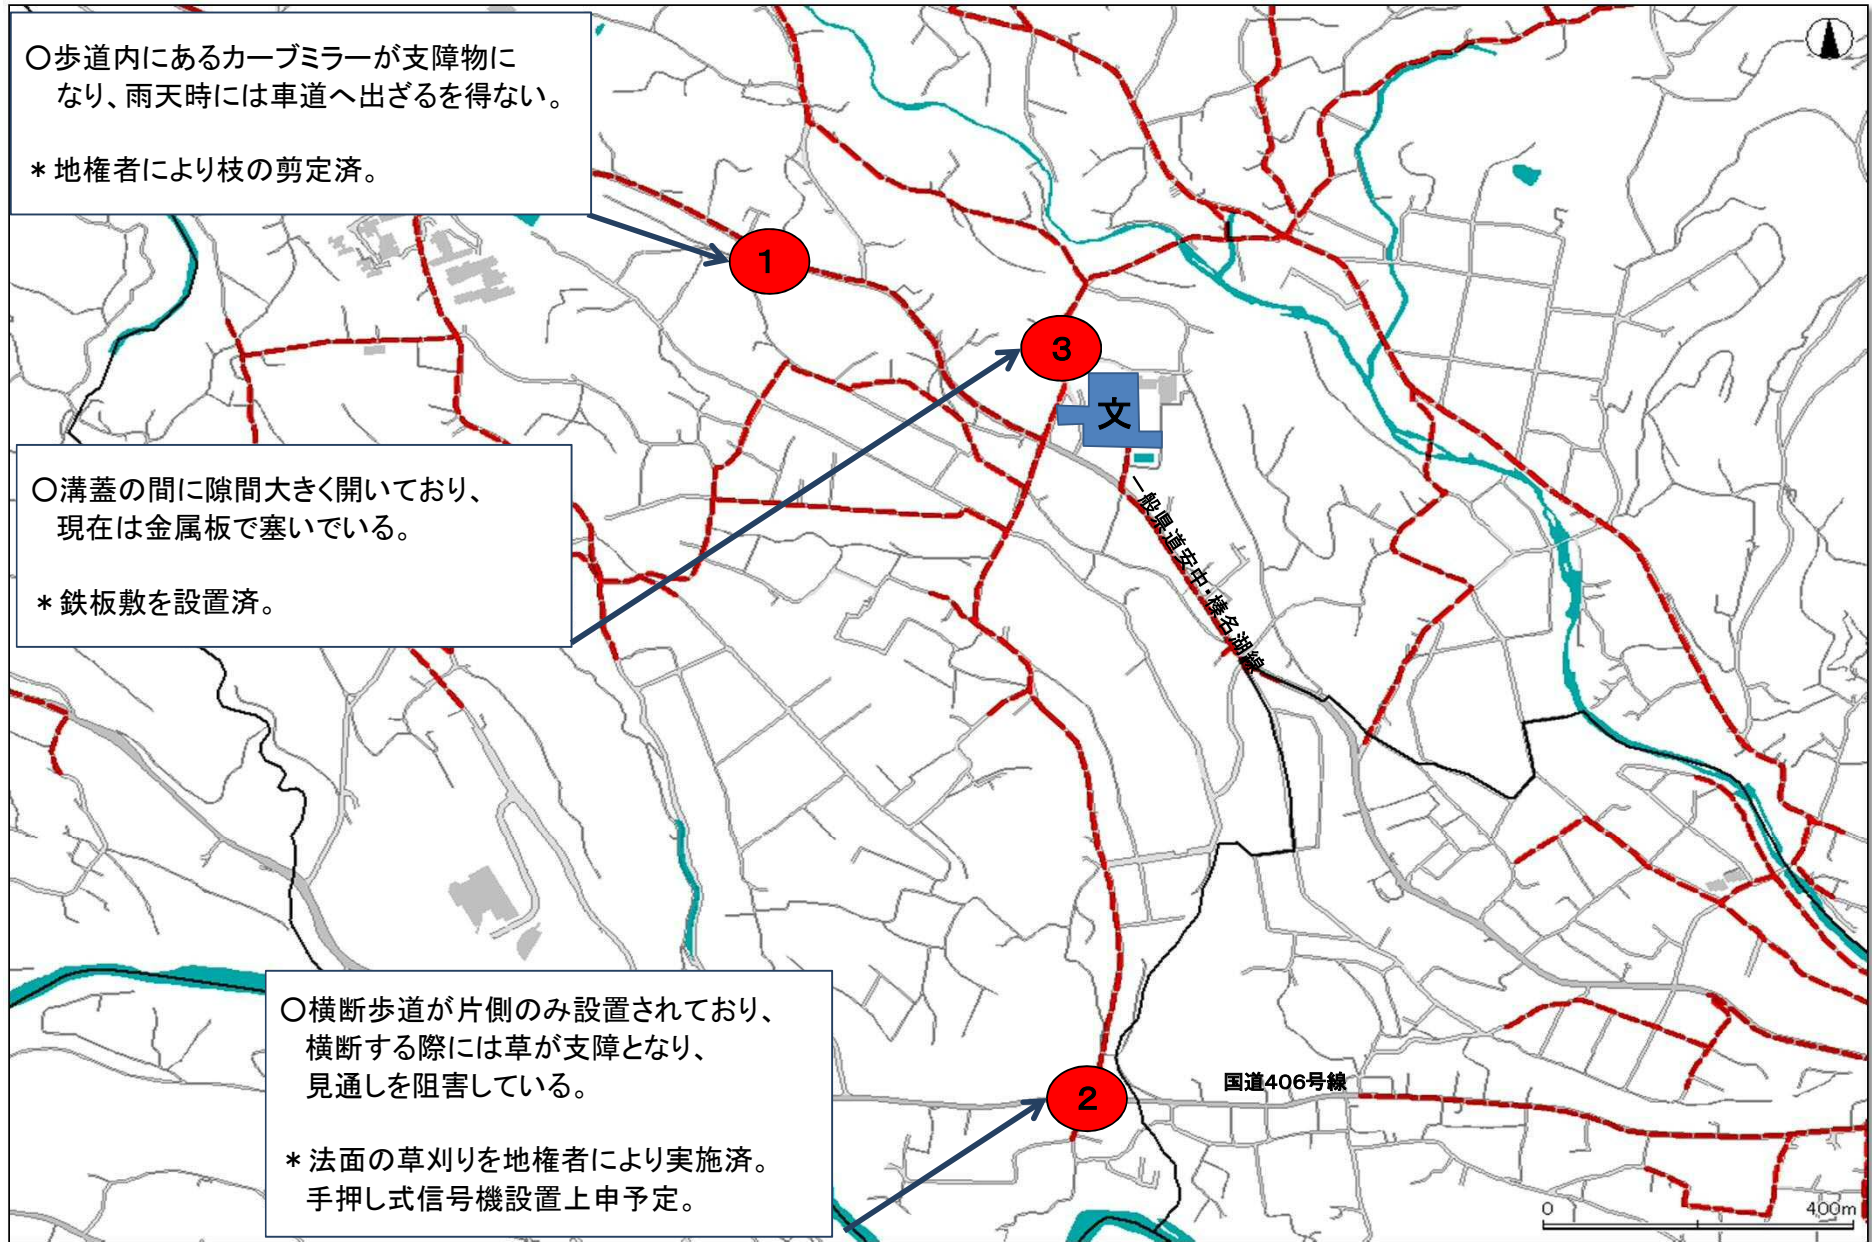 〇歩道内にあるカーブミラーが支障物に
なり、雨天時には車道へ出ざるを得ない。
＊地権者により枝の剪定済。
1
3
文
〇溝蓋の間に隙間大きく開いており、
現在は金属板で塞いでいる。
＊鉄板敷を設置済。
一般県道安中・榛名湖線
〇横断歩道が片側のみ設置されており、
横断する際には草が支障となり、
見通しを阻害している。
＊法面の草刈りを地権者により実施済。
手押し式信号機設置上申予定。
2
国道406号線
0 400m